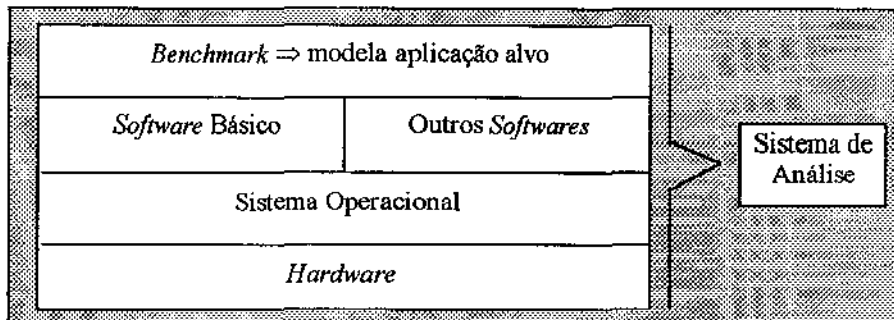 Benchmark ⇒ modela aplicação alvo
Software Básico
Outros Softwares
Sistema Operacional
Hardware
Sistema de
Análise